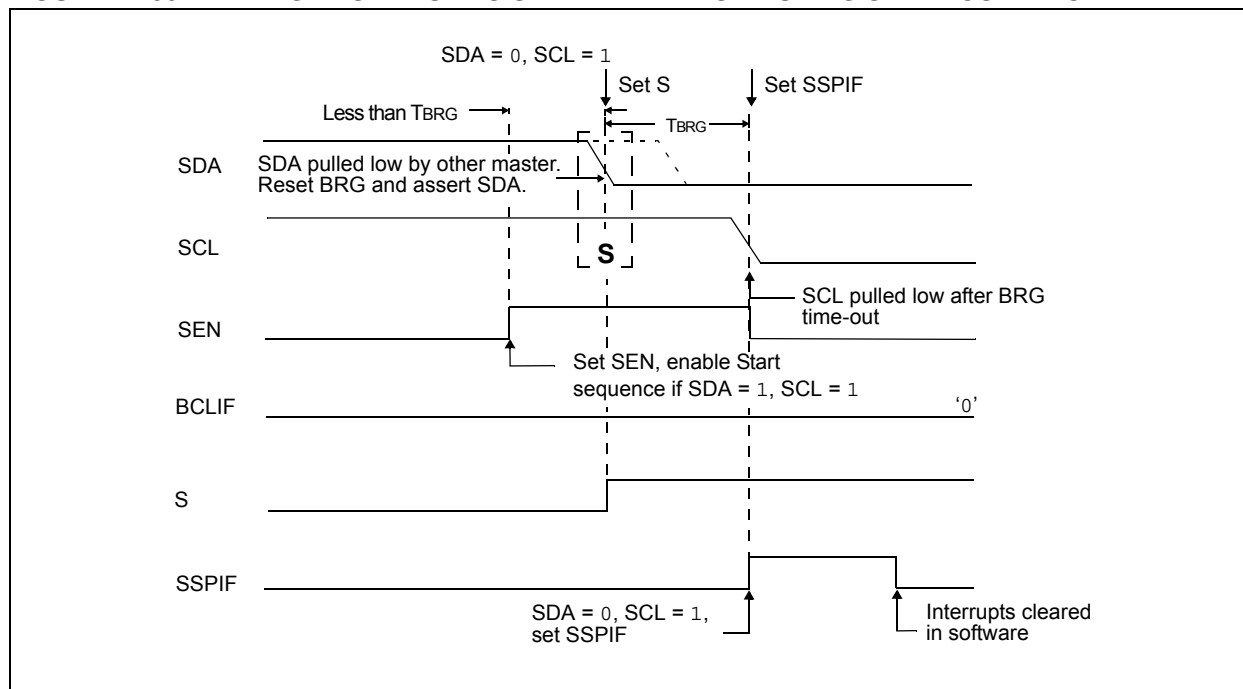 SDA = 0, SCL = 1
Set S
Set SSPIF
Less than TBRG
TBRG
SDA
SDA pulled low by other master.
Reset BRG and assert SDA.
SCL
S
SCL pulled low after BRG
time-out
SEN
Set SEN, enable Start
sequence if SDA = 1, SCL = 1
BCLIF
‘0’
S
SSPIF
SDA = 0, SCL = 1,
set SSPIF
Interrupts cleared
in software